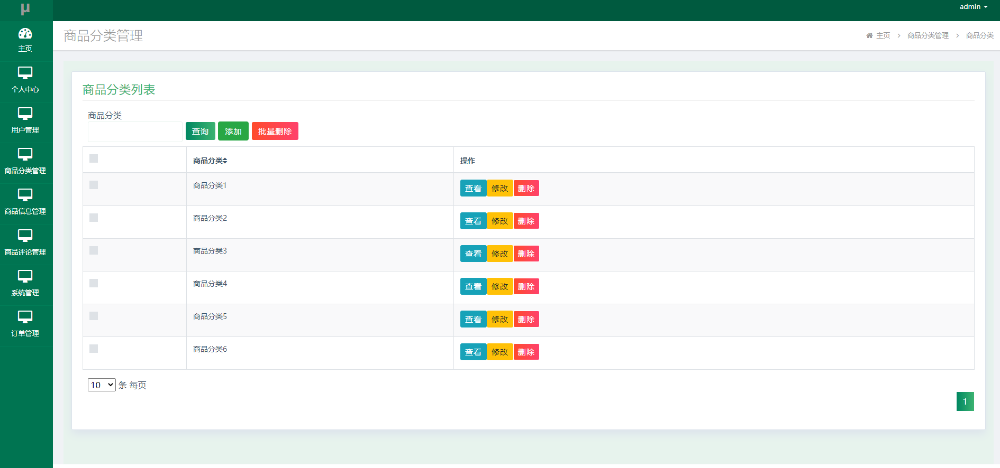 μ
admin
主页
个人中心
用户管理
商品分类管理
商品信息管理
商品评论管理
系统管理
订单管理
商品分类管理
主页 > 商品分类管理 > 商品分类
商品分类列表
商品分类
查询 添加 批量删除
商品分类 操作
商品分类1 查看 修改 删除
商品分类2 查看 修改 删除
商品分类3 查看 修改 删除
商品分类4 查看 修改 删除
商品分类5 查看 修改 删除
商品分类6 查看 修改 删除
10 条 每页
1